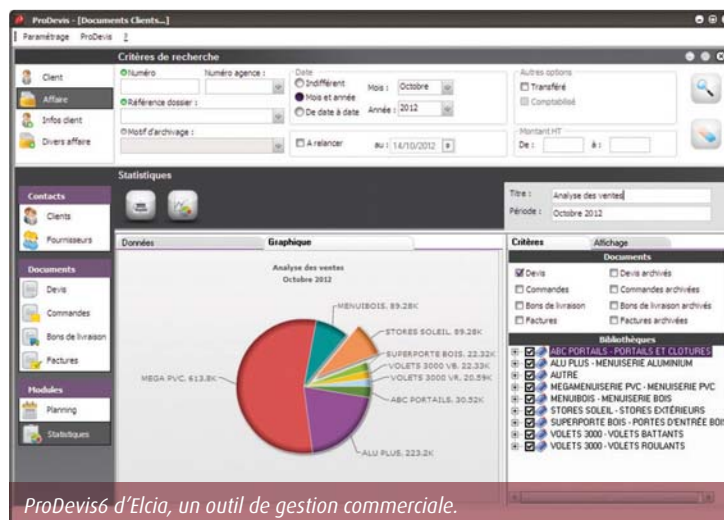 ProDevis - [Documents Clients...]
Paramétrage ProDevis ?
Critères de recherche
Client
Affaire
Infos client
Divers affaire
Numéro
Numéro agence :
Référence dossier :
Motif d'archivage :
Date
Indifférent
Mois et année
De date à date
Mois : Octobre
Année : 2012
A relancer
au : 14/10/2012
Autres options
Transféré
Comptabilisé
Montant HT
De :
à :
Statistiques
Titre : Analyse des ventes
Période : Octobre 2012
Contacts
Clients
Fournisseurs
Documents
Devis
Commandes
Bons de livraison
Factures
Modules
Planning
Statistiques
Données
Graphique
Analyse des ventes
Octobre 2012
MENUIBOIS, 89.28K
STORES SOLEIL, 89.28K
SUPERPORTE BOIS, 22.32K
VOLETS 3000 VB, 22.33K
VOLETS 3000 VR, 20.59K
ABC PORTAILS, 30.52K
MEGA PVC, 613.8K
ALU PLUS, 223.2K
Critères
Affichage
Documents
Devis
Devis archivés
Commandes
Commandes archivées
Bons de livraison
Bons de livraison archivés
Factures
Factures archivées
Bibliothèques
ABC PORTAILS - PORTAILS ET CLOTURES
ALU PLUS - MENUISERIE ALUMINIUM
AUTRE
MEGAMENUISERIE PVC - MENUISERIE PVC
MENUIBOIS - MENUISERIE BOIS
STORES SOLEIL - STORES EXTÉRIEURS
SUPERPORTE BOIS - PORTES D'ENTRÉE BOIS
VOLETS 3000 - VOLETS BATTANTS
VOLETS 3000 - VOLETS ROULANTS
ProDevis6 d'Elcia, un outil de gestion commerciale.